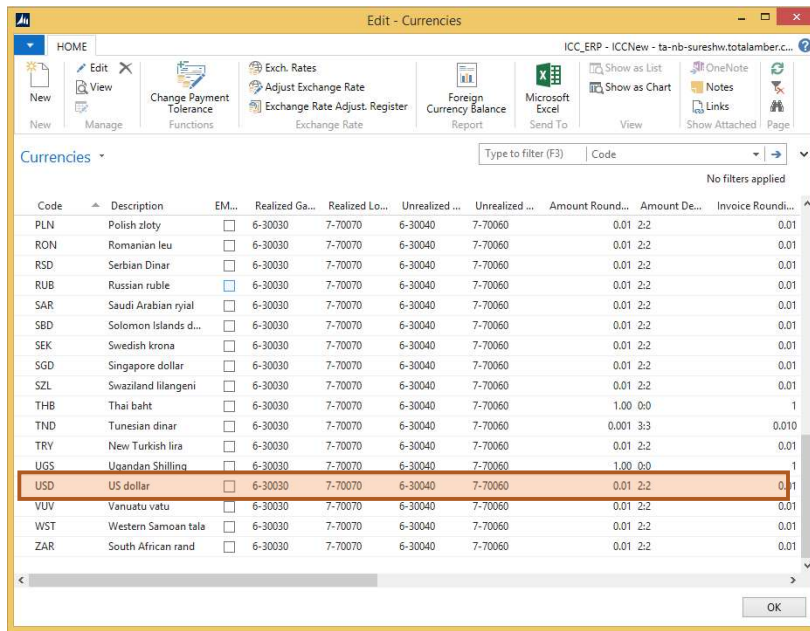 Edit - Currencies
HOME
ICC_ERP - ICCNew - ta-nb-sureshw.totalamber.c...
New
Edit
View
Change Payment
Tolerance
Exch. Rates
Adjust Exchange Rate
Exchange Rate Adjust. Register
Foreign
Currency Balance
Microsoft
Excel
Show as List
Show as Chart
OneNote
Notes
Links
New Manage Functions Exchange Rate Report Send To View Show Attached Page
Currencies
Type to filter (F3) Code
No filters applied
Code Description EM... Realized Ga... Realized Lo... Unrealized ... Unrealized ... Amount Round... Amount De... Invoice Roundi...
PLN Polish zloty 6-30030 7-70070 6-30040 7-70060 0.01 2:2 0.01
RON Romanian leu 6-30030 7-70070 6-30040 7-70060 0.01 2:2 0.01
RSD Serbian Dinar 6-30030 7-70070 6-30040 7-70060 0.01 2:2 0.01
RUB Russian ruble 6-30030 7-70070 6-30040 7-70060 0.01 2:2 0.01
SAR Saudi Arabian ryial 6-30030 7-70070 6-30040 7-70060 0.01 2:2 0.01
SBD Solomon Islands d... 6-30030 7-70070 6-30040 7-70060 0.01 2:2 0.01
SEK Swedish krona 6-30030 7-70070 6-30040 7-70060 0.01 2:2 0.01
SGD Singapore dollar 6-30030 7-70070 6-30040 7-70060 0.01 2:2 0.01
SZL Swaziland lilangeni 6-30030 7-70070 6-30040 7-70060 0.01 2:2 0.01
THB Thai baht 6-30030 7-70070 6-30040 7-70060 1.00 0:0 1
TND Tunesian dinar 6-30030 7-70070 6-30040 7-70060 0.001 3:3 0.010
TRY New Turkish lira 6-30030 7-70070 6-30040 7-70060 0.01 2:2 0.01
UGS Ugandan Shilling 6-30030 7-70070 6-30040 7-70060 1.00 0:0 1
USD US dollar 6-30030 7-70070 6-30040 7-70060 0.01 2:2 0.01
VUV Vanuatu vatu 6-30030 7-70070 6-30040 7-70060 0.01 2:2 0.01
WST Western Samoan tala 6-30030 7-70070 6-30040 7-70060 0.01 2:2 0.01
ZAR South African rand 6-30030 7-70070 6-30040 7-70060 0.01 2:2 0.01
OK